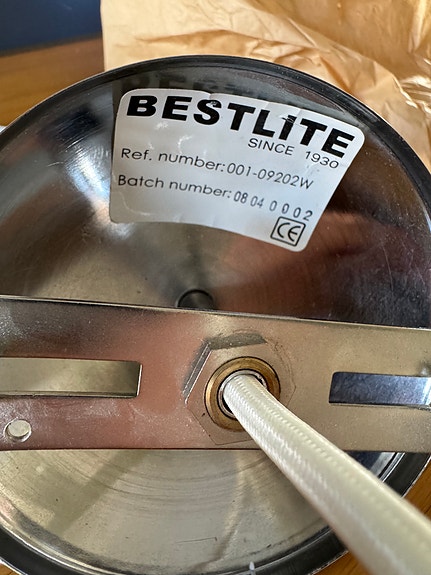 BESTLITE
SINCE 1930
Ref. number: 001-09202W
Batch number: 08 04 0 0 0 2
CE